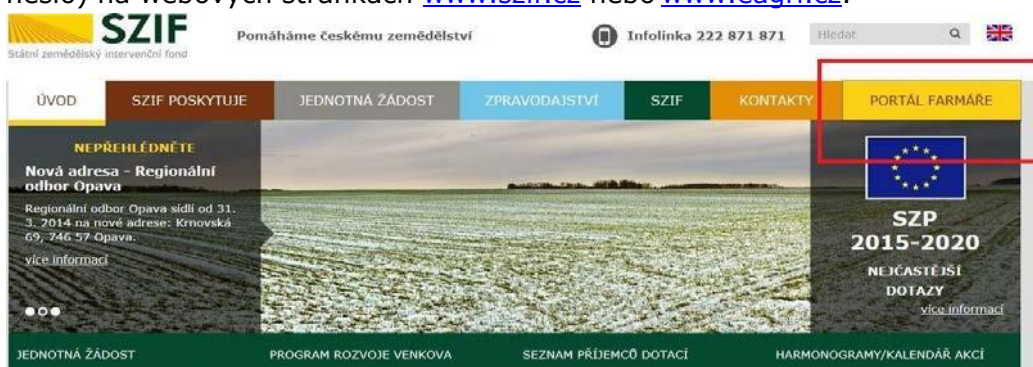 heslo) na webových stránkách www.szif.cz nebo www.eagri.cz.
SZIF
Státní zemědělský intervenční fond
Pomáháme českému zemědělství
Infolinka 222 871 871
Hledat
ÚVOD
SZIF POSKYTUJE
JEDNOTNÁ ŽÁDOST
ZPRAVODAJSTVÍ
SZIF
KONTAKTY
PORTÁL FARMÁŘE
NEPŘEHLÉDNĚTE
Nová adresa - Regionální
odbor Opava
Regionální odbor Opava sídlí od 31.
3. 2014 na nové adrese: Krnovská
69, 746 57 Opava.
více informací
SZP
2015-2020
NEJČASTĚJŠÍ
DOTAZY
více informací
JEDNOTNÁ ŽÁDOST
PROGRAM ROZVOJE VENKOVA
SEZNAM PŘÍJEMCŮ DOTACÍ
HARMONOGRAMY/KALENDÁŘ AKCÍ